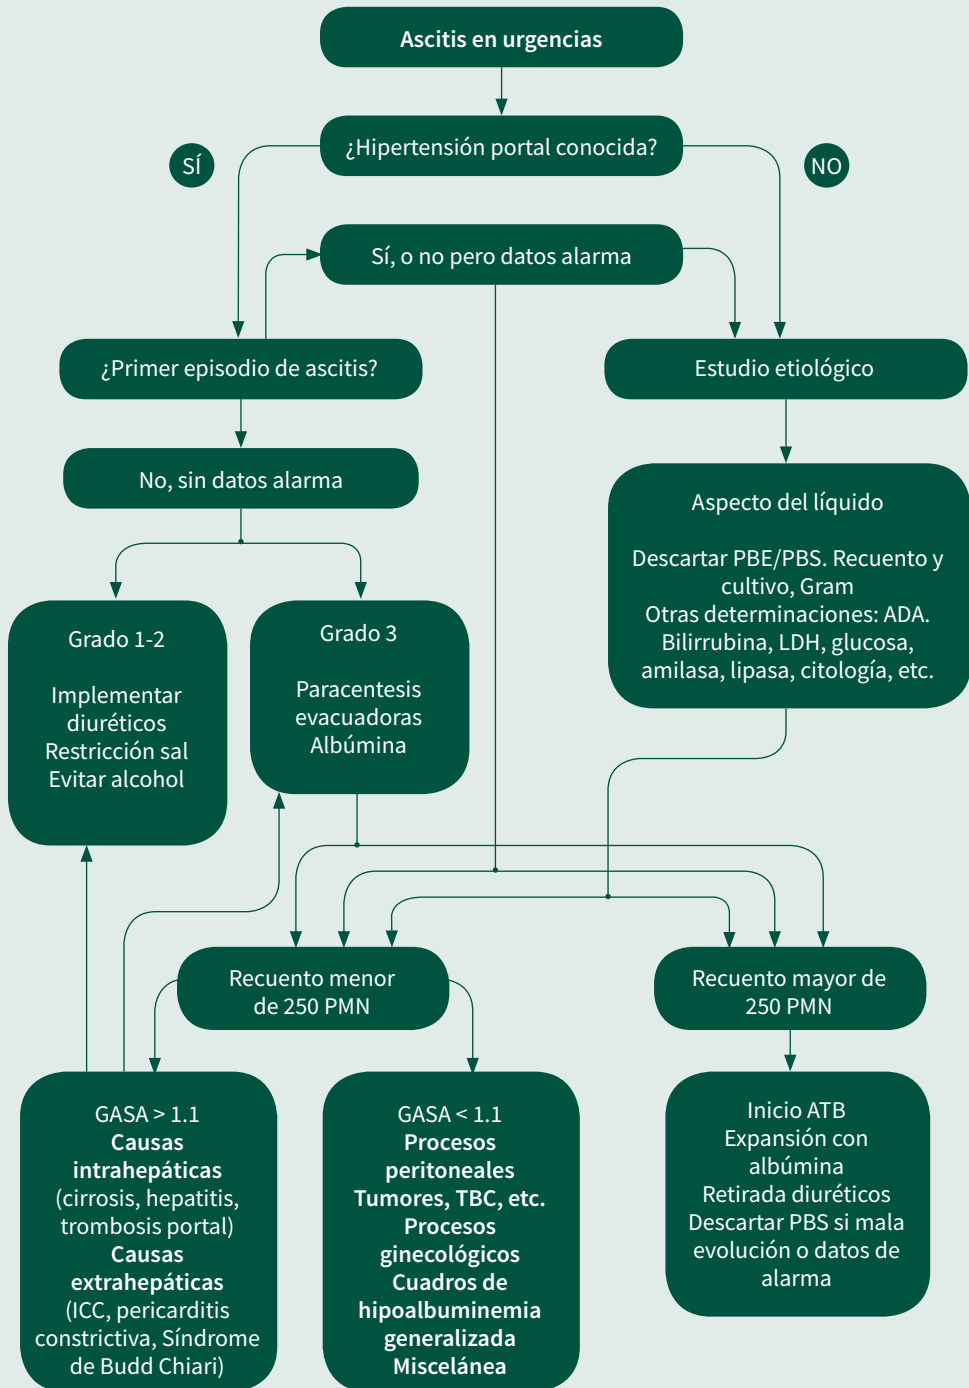 Ascitis en urgencias
¿Hipertensión portal conocida?
SÍ
NO
Sí, o no pero datos alarma
¿Primer episodio de ascitis?
Estudio etiológico
No, sin datos alarma
Aspecto del líquido
Descartar PBE/PBS. Recuento y
cultivo, Gram
Otras determinaciones: ADA.
Bilirrubina, LDH, glucosa,
amilasa, lipasa, citología, etc.
Grado 1-2
Implementar
diuréticos
Restricción sal
Evitar alcohol
Grado 3
Paracentesis
evacuadoras
Albúmina
Recuento menor
de 250 PMN
Recuento mayor de
250 PMN
GASA > 1.1
Causas
intrahepáticas
(cirrosis, hepatitis,
trombosis portal)
Causas
extrahepáticas
(ICC, pericarditis
constrictiva, Síndrome
de Budd Chiari)
GASA < 1.1
Procesos
peritoneales
Tumores, TBC, etc.
Procesos
ginecológicos
Cuadros de
hipoalbuminemia
generalizada
Miscelánea
Inicio ATB
Expansión con
albúmina
Retirada diuréticos
Descartar PBS si mala
evolución o datos de
alarma